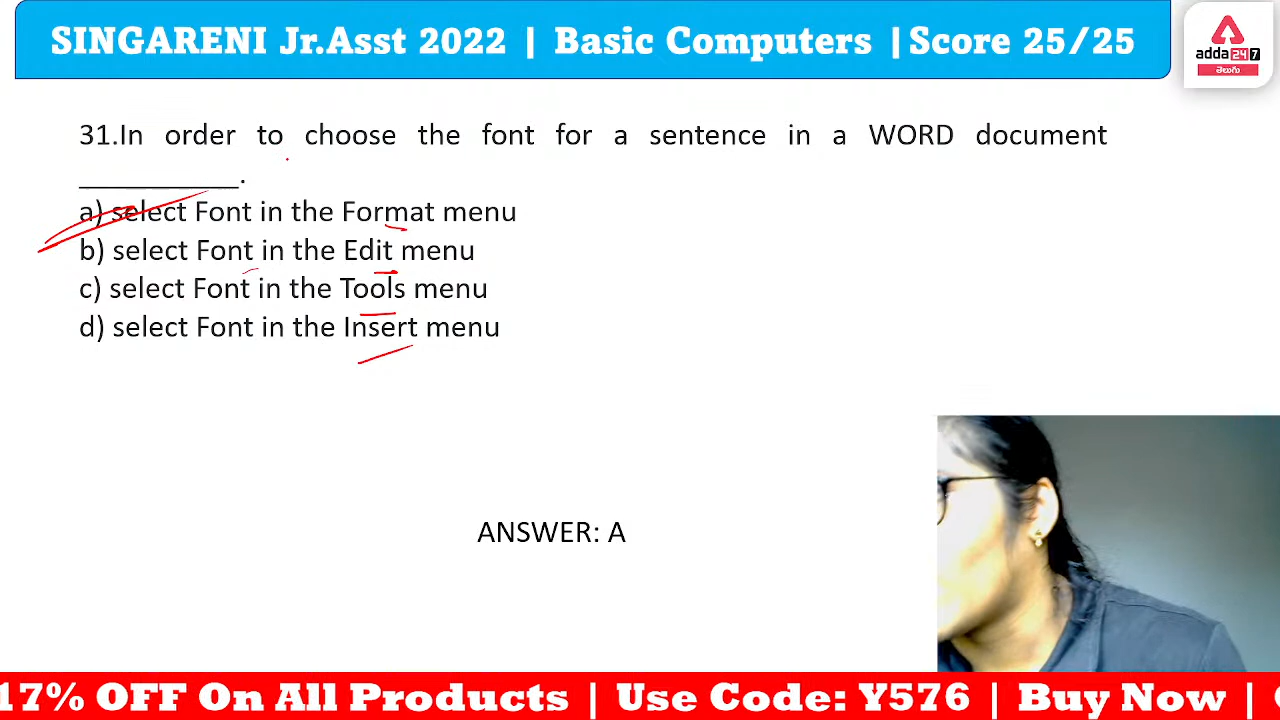 SINGARENI Jr.Asst 2022 | Basic Computers |Score 25/25
adda 24 7
తెలుగు
31.In order to choose the font for a sentence in a WORD document
__________.
a) select Font in the Format menu
b) select Font in the Edit menu
c) select Font in the Tools menu
d) select Font in the Insert menu
ANSWER: A
17% OFF On All Products | Use Code: Y576 | Buy Now |